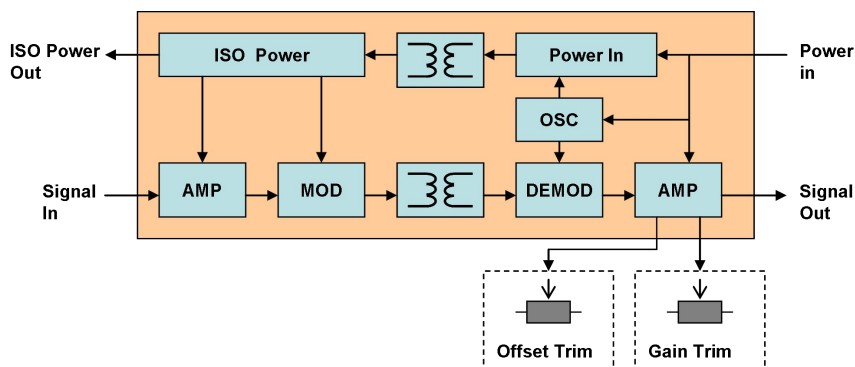 ISO Power
Out
ISO Power
Power In
Power
in
OSC
Signal
In
AMP
MOD
DEMOD
AMP
Signal
Out
Offset Trim
Gain Trim